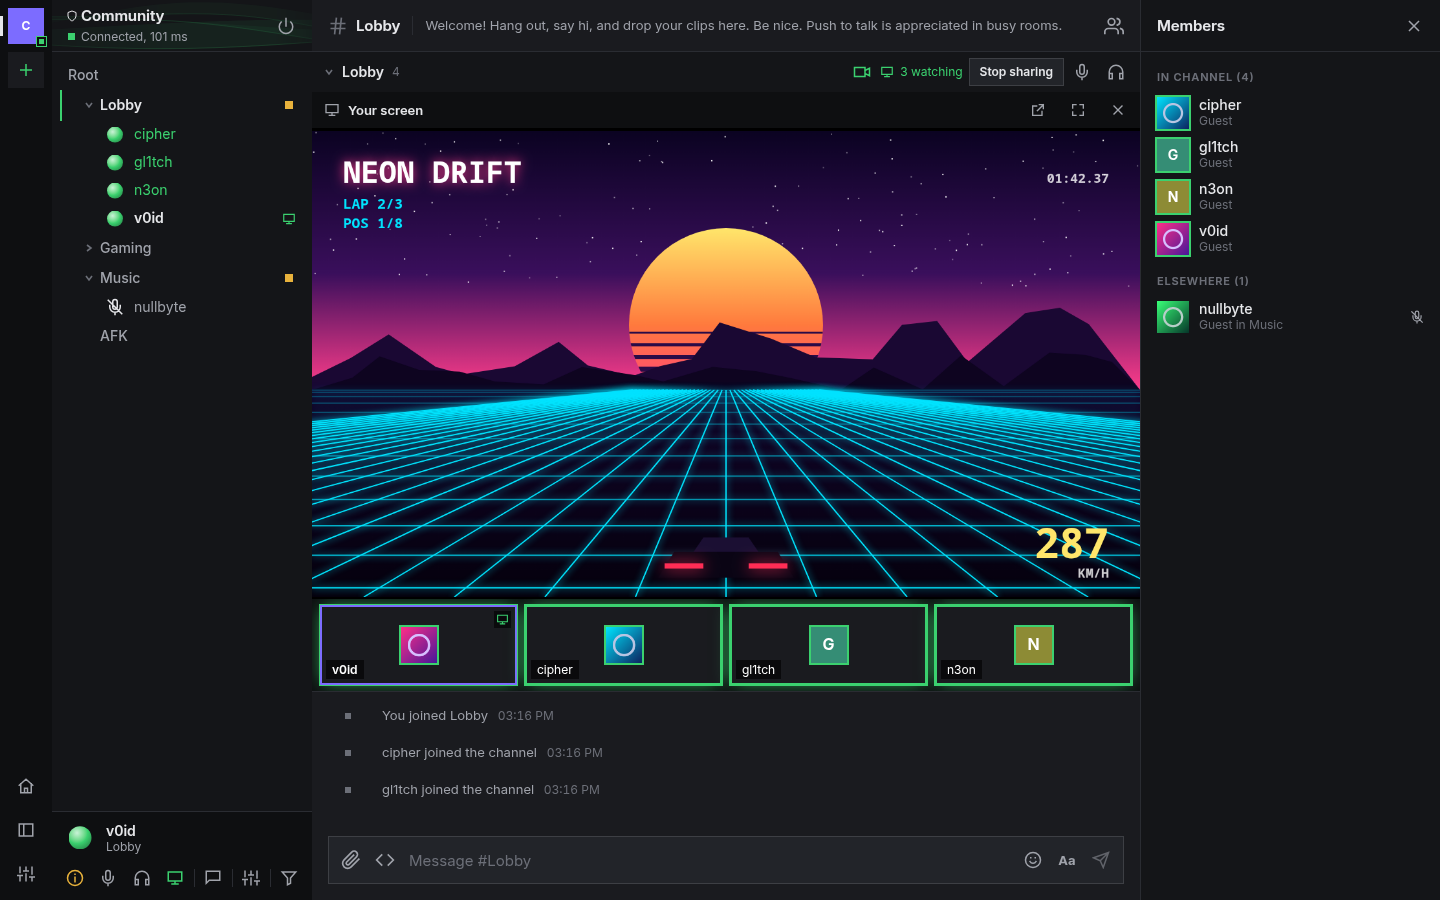 C
Community
Connected, 101 ms
Root
Lobby
cipher
gl1tch
n3on
v0id
Gaming
Music
nullbyte
AFK
v0id
Lobby
Lobby
Welcome! Hang out, say hi, and drop your clips here. Be nice. Push to talk is appreciated in busy rooms.
Lobby 4
3 watching
Stop sharing
Your screen
NEON DRIFT
LAP 2/3
POS 1/8
01:42.37
287
KM/H
v0id
cipher
G
gl1tch
N
n3on
You joined Lobby 03:16 PM
cipher joined the channel 03:16 PM
gl1tch joined the channel 03:16 PM
Message #Lobby
Aa
Members
IN CHANNEL (4)
cipher
Guest
G
gl1tch
Guest
N
n3on
Guest
v0id
Guest
ELSEWHERE (1)
nullbyte
Guest In Music